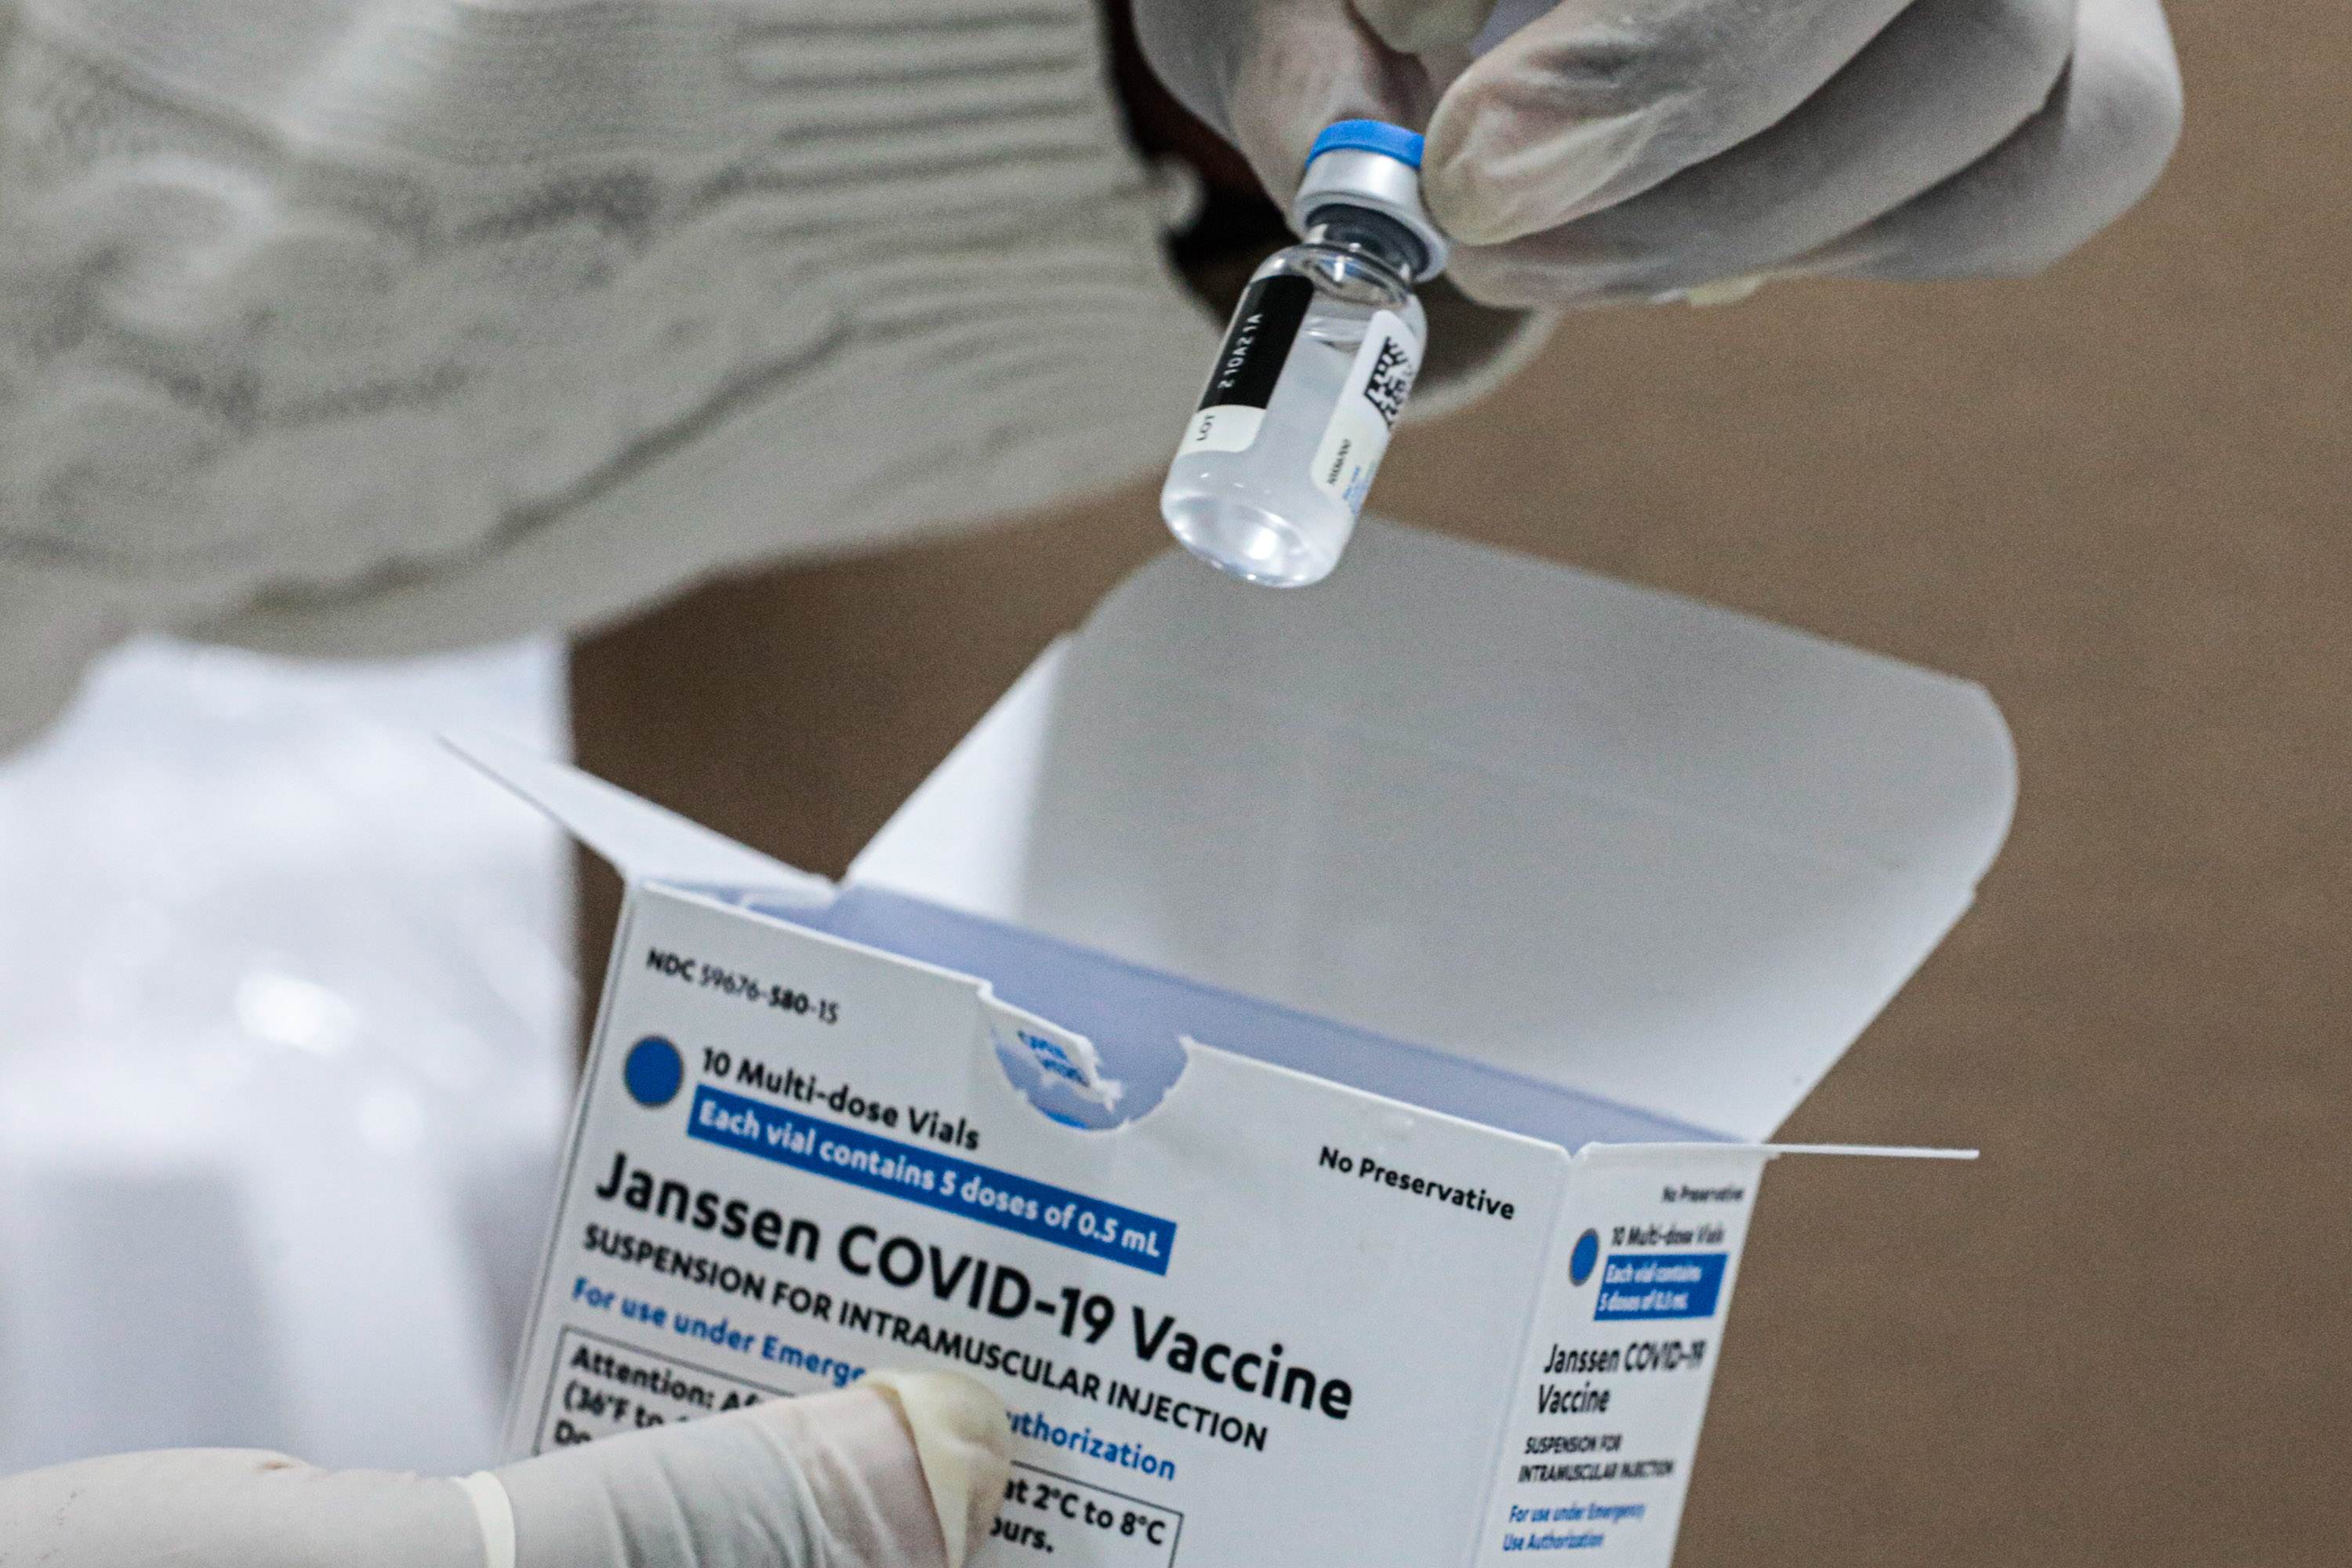 210A21A
LOT
NDC 59676-580-15
10 Multi-dose Vials
Each vial contains 5 doses of 0.5 mL
No Preservative
Janssen COVID-19 Vaccine
SUSPENSION FOR INTRAMUSCULAR INJECTION
For use under Emerge uthorization
Attention: Af
(36°F to at 2°C to 8°C
Do ours.
No Preservative
10 Multi-dose Vials
Each vial contains
5 doses of 0.5 mL
Janssen COVID-19
Vaccine
SUSPENSION FOR
INTRAMUSCULAR INJECTION
For use under Emergency
Use Authorization